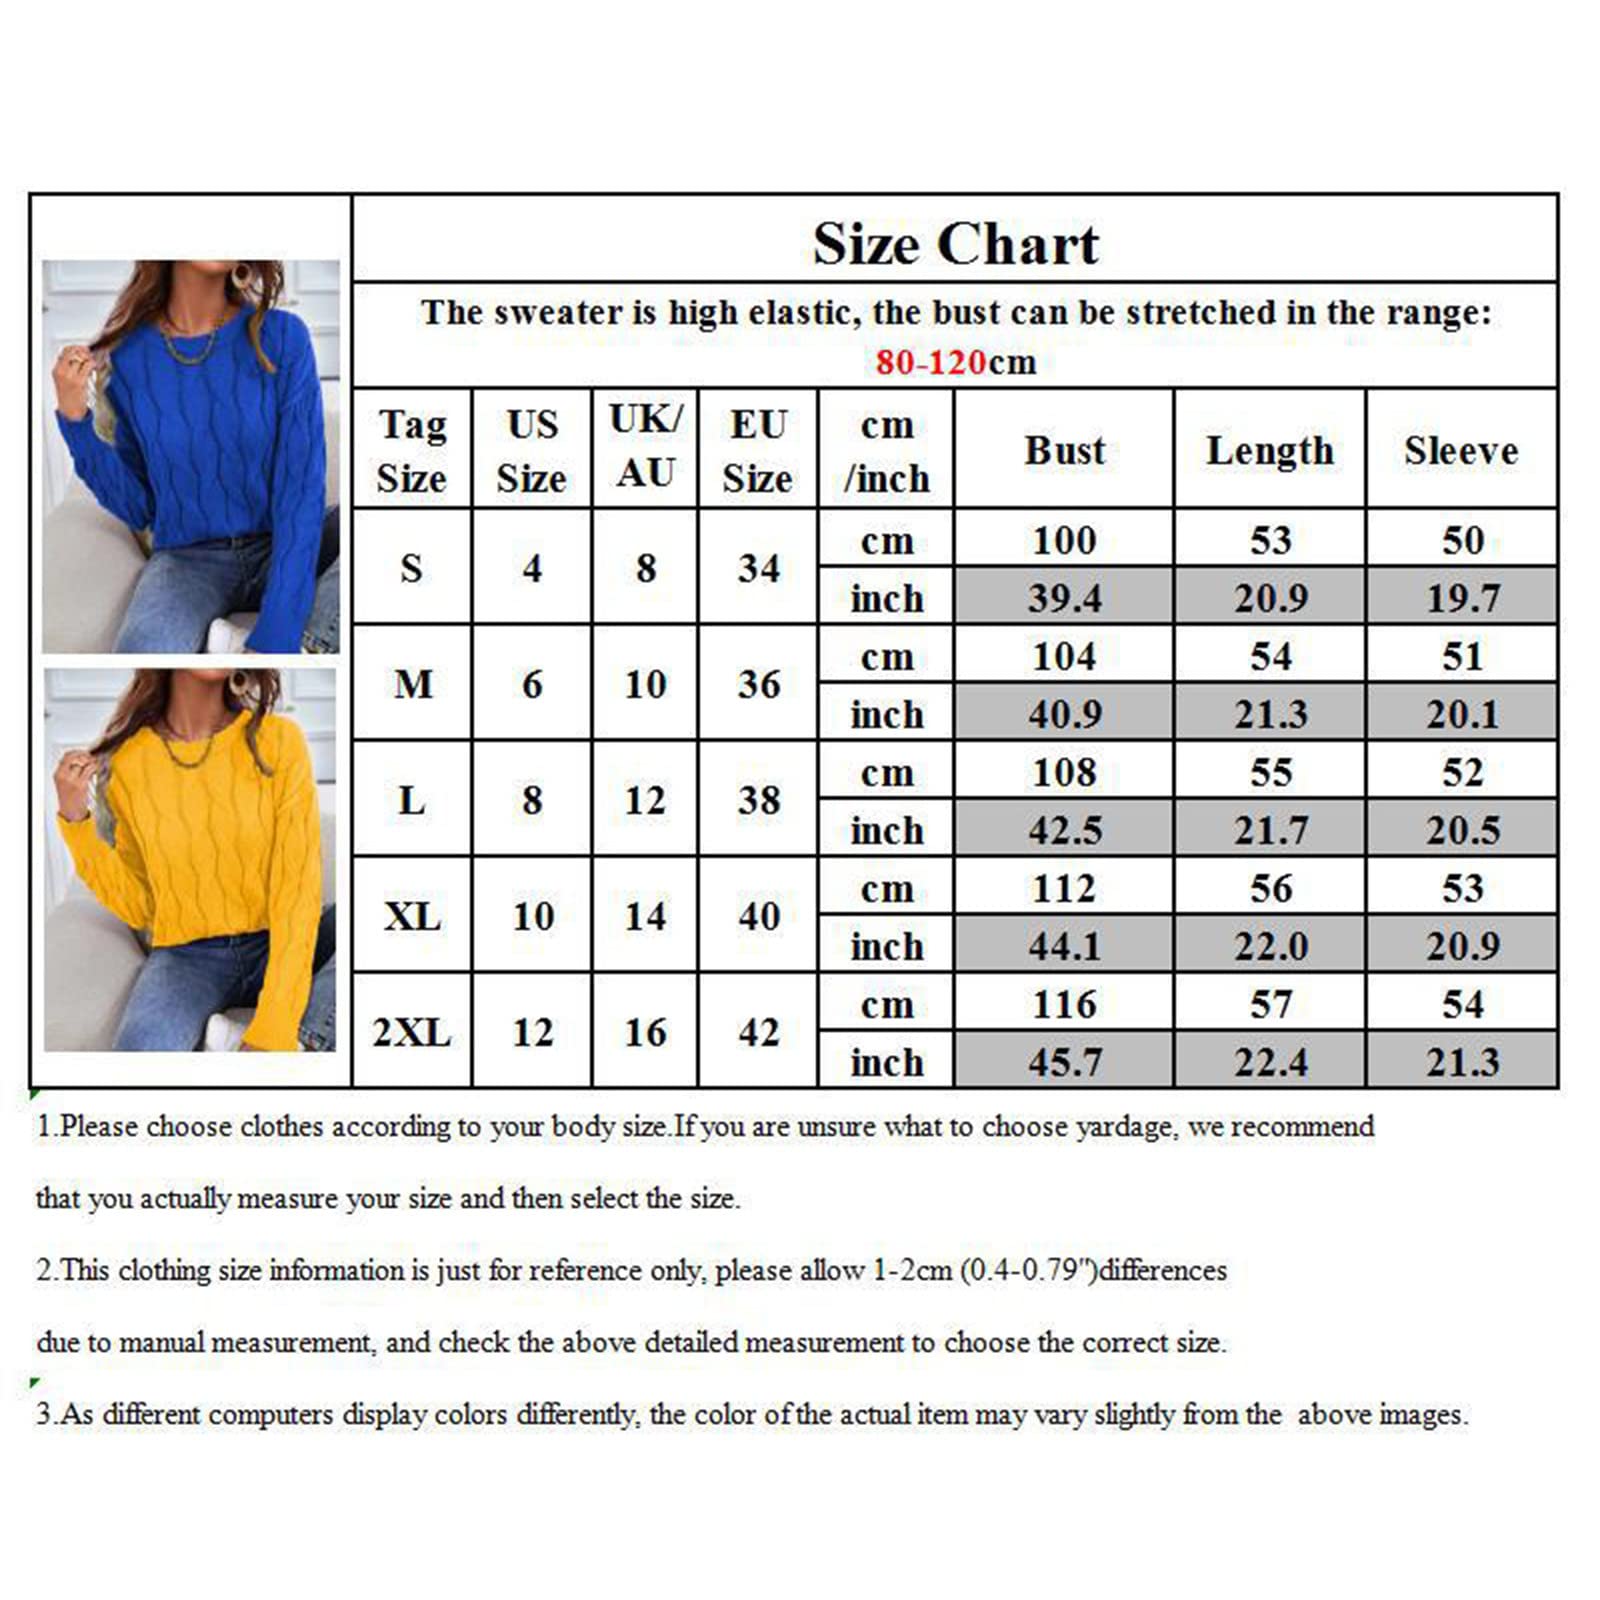 Size Chart
The sweater is high elastic, the bust can be stretched in the range:
80-120cm
Tag Size US Size UK/ AU EU Size cm /inch Bust Length Sleeve
S 4 8 34 cm 100 53 50
inch 39.4 20.9 19.7
M 6 10 36 cm 104 54 51
inch 40.9 21.3 20.1
L 8 12 38 cm 108 55 52
inch 42.5 21.7 20.5
XL 10 14 40 cm 112 56 53
inch 44.1 22.0 20.9
2XL 12 16 42 cm 116 57 54
inch 45.7 22.4 21.3
1.Please choose clothes according to your body size.If you are unsure what to choose yardage, we recommend
that you actually measure your size and then select the size.
2.This clothing size information is just for reference only, please allow 1-2cm (0.4-0.79")differences
due to manual measurement, and check the above detailed measurement to choose the correct size.
3.As different computers display colors differently, the color of the actual item may vary slightly from the above images.